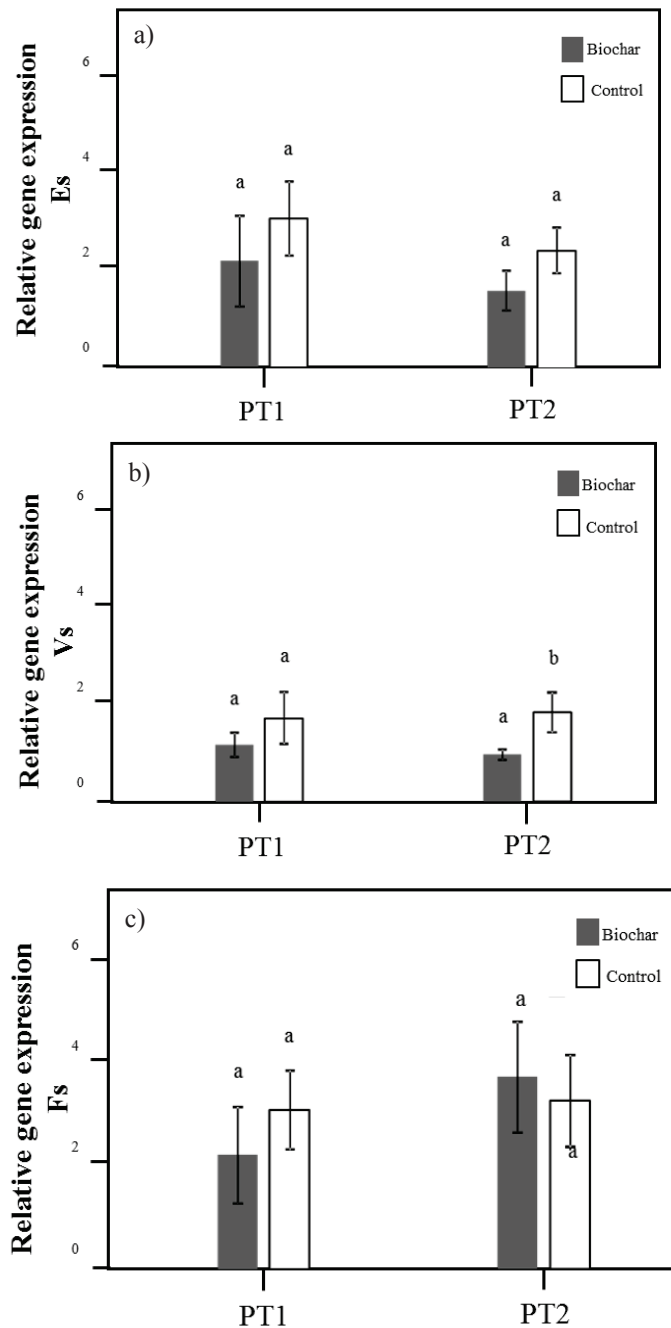 a)
Biochar
Control
Relative gene expression
Es
6
4
2
0
a
a
a
a
PT1
PT2
b)
Biochar
Control
Relative gene expression
Vs
6
4
2
0
a
a
a
b
PT1
PT2
c)
Biochar
Control
Relative gene expression
Fs
6
4
2
0
a
a
a
a
PT1
PT2